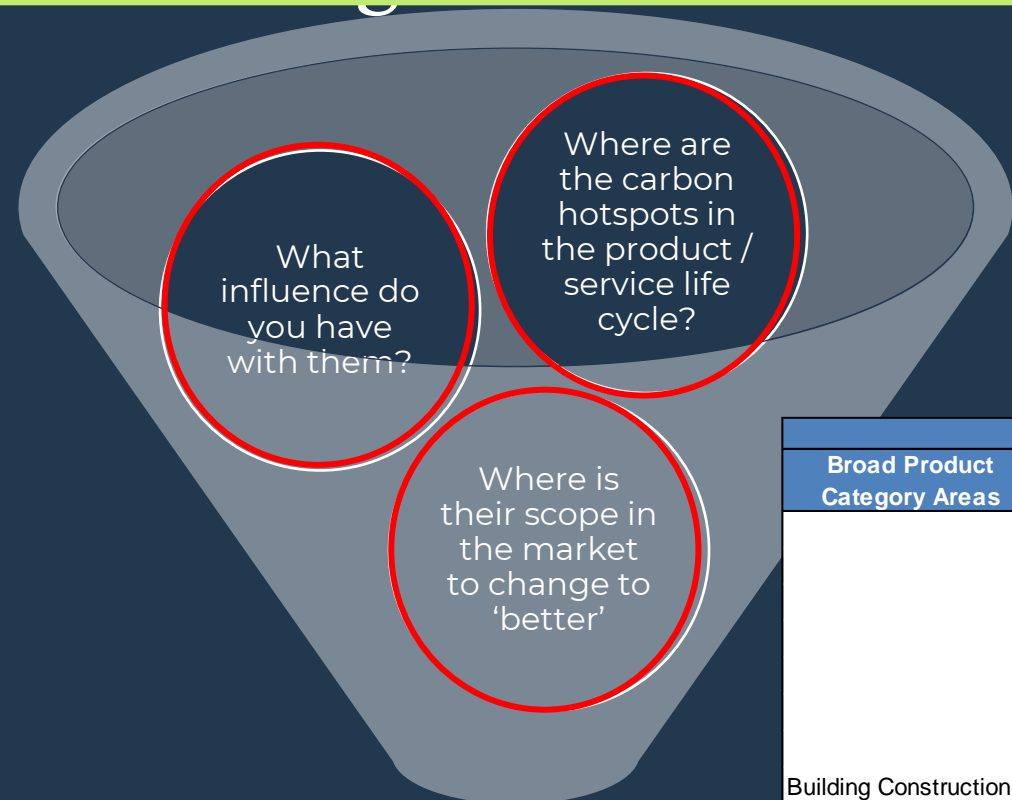 Where are
the carbon
hotspots in
the product /
service life
cycle?
What
influence do
you have
with them?
Where is
their scope in
the market
to change to
‘better’
Broad Product
Category Areas
Building Construction